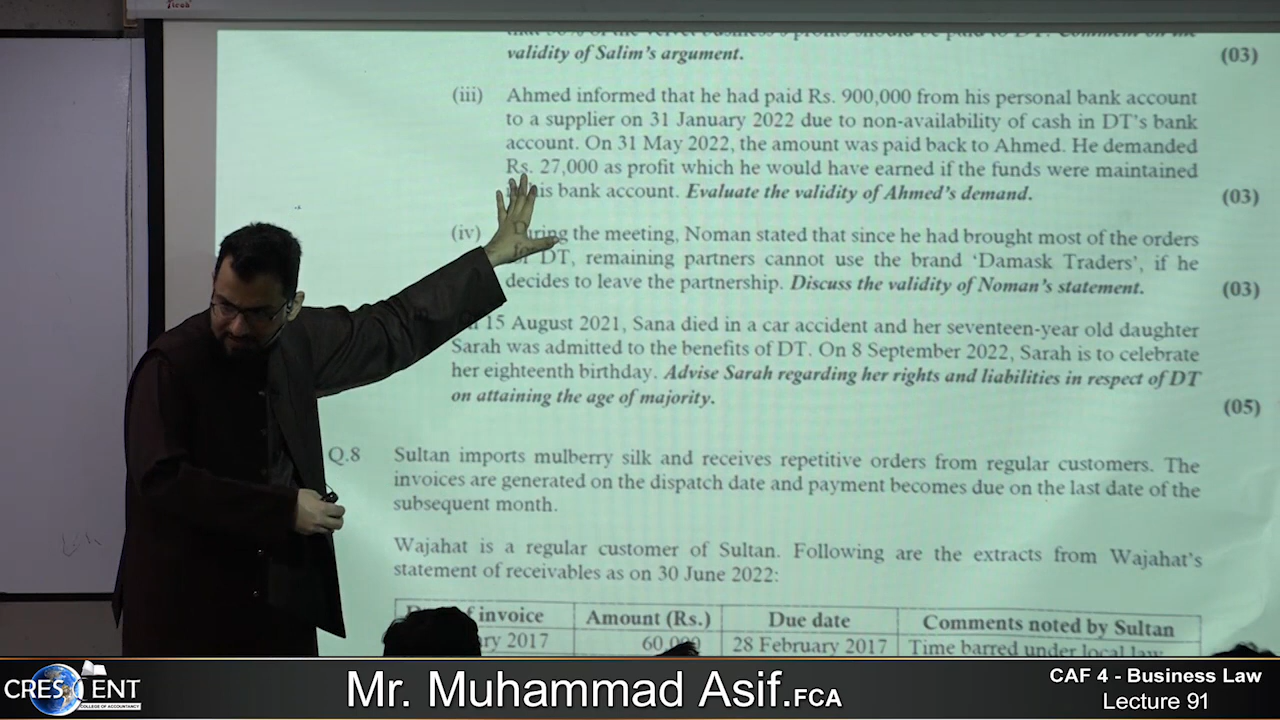 validity of Salim's argument. (03)
(iii) Ahmed informed that he had paid Rs. 900,000 from his personal bank account
to a supplier on 31 January 2022 due to non-availability of cash in DT's bank
account. On 31 May 2022, the amount was paid back to Ahmed. He demanded
Rs. 27,000 as profit which he would have earned if the funds were maintained
his bank account. Evaluate the validity of Ahmed's demand. (03)
(iv) During the meeting, Noman stated that since he had brought most of the orders
DT, remaining partners cannot use the brand 'Damask Traders', if he
decides to leave the partnership. Discuss the validity of Noman's statement. (03)
15 August 2021, Sana died in a car accident and her seventeen-year old daughter
Sarah was admitted to the benefits of DT. On 8 September 2022, Sarah is to celebrate
her eighteenth birthday. Advise Sarah regarding her rights and liabilities in respect of DT
on attaining the age of majority. (05)
Q.8 Sultan imports mulberry silk and receives repetitive orders from regular customers. The
invoices are generated on the dispatch date and payment becomes due on the last date of the
subsequent month.
Wajahat is a regular customer of Sultan. Following are the extracts from Wajahat's
statement of receivables as on 30 June 2022:
invoice Amount (Rs.) Due date Comments noted by Sultan
2017 28 February 2017 Time barred under local law
CRESCENT
COLLEGE OF ACCOUNTANCY
Mr. Muhammad Asif.FCA
CAF 4 - Business Law
Lecture 91